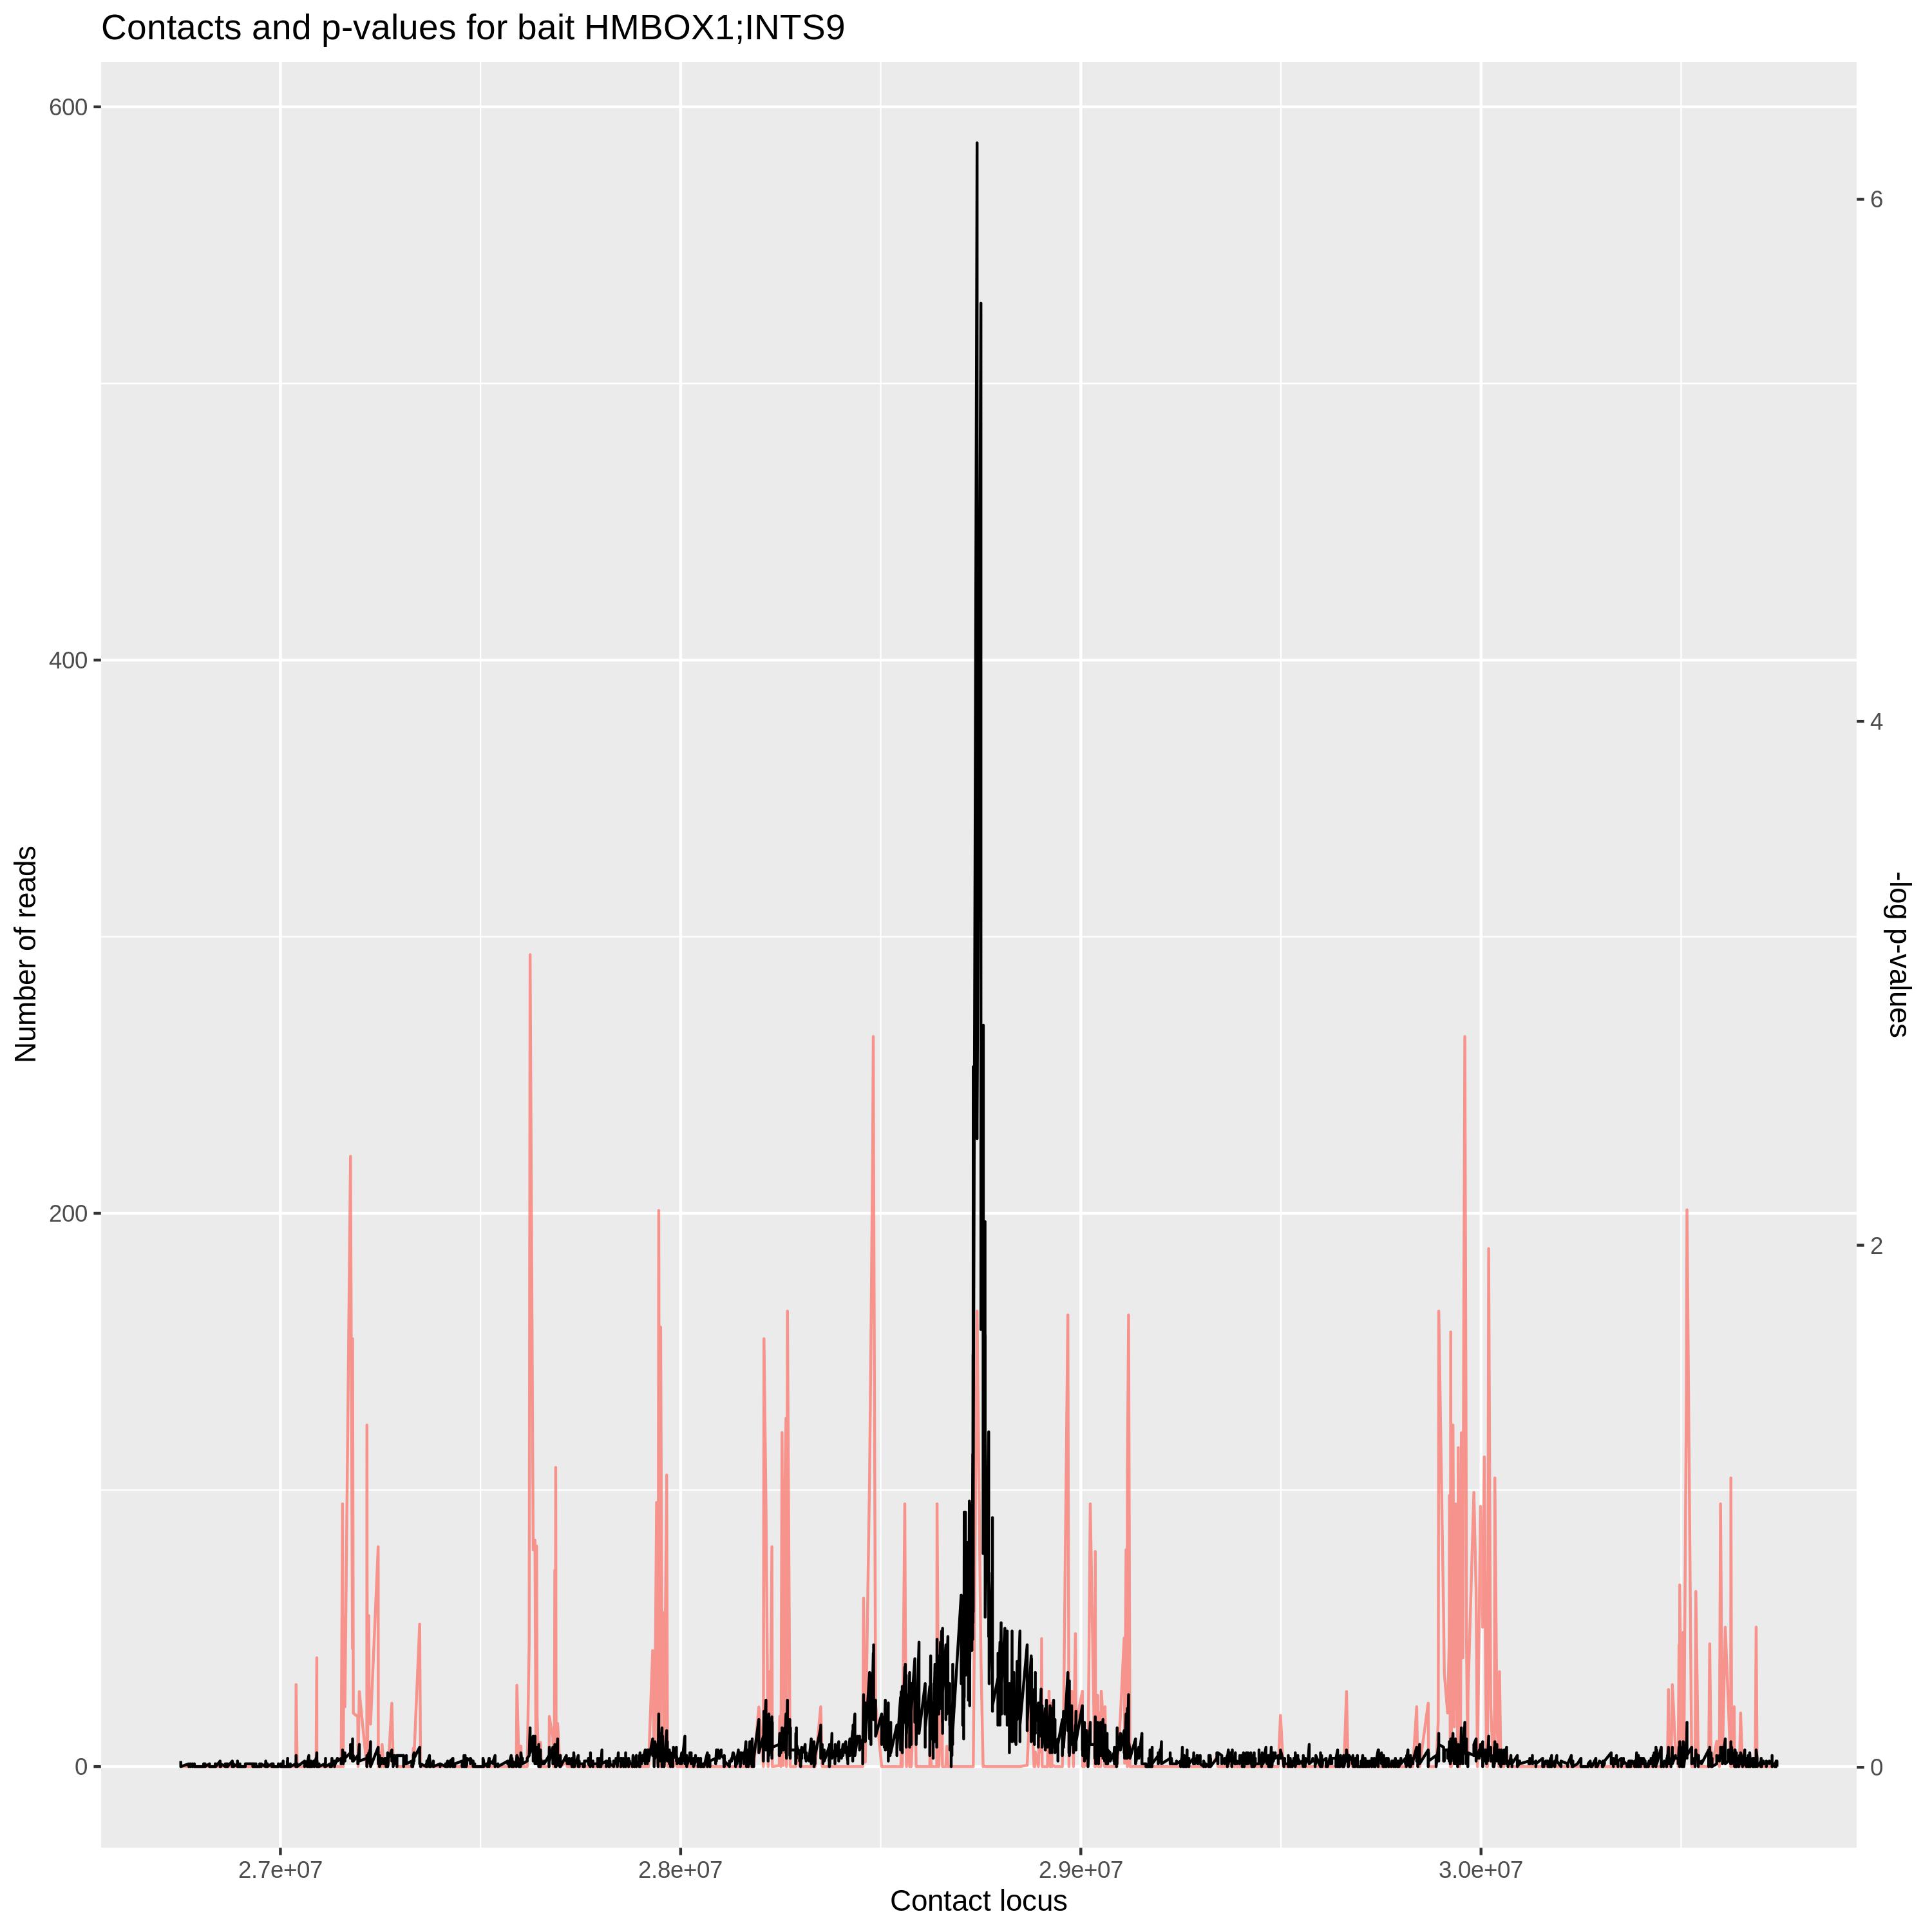 Contacts and p-values for bait HMBOX1;INTS9
600
400
200
0
Number of reads
6
4
2
0
-log p-values
2.7e+07
2.8e+07
2.9e+07
3.0e+07
Contact locus